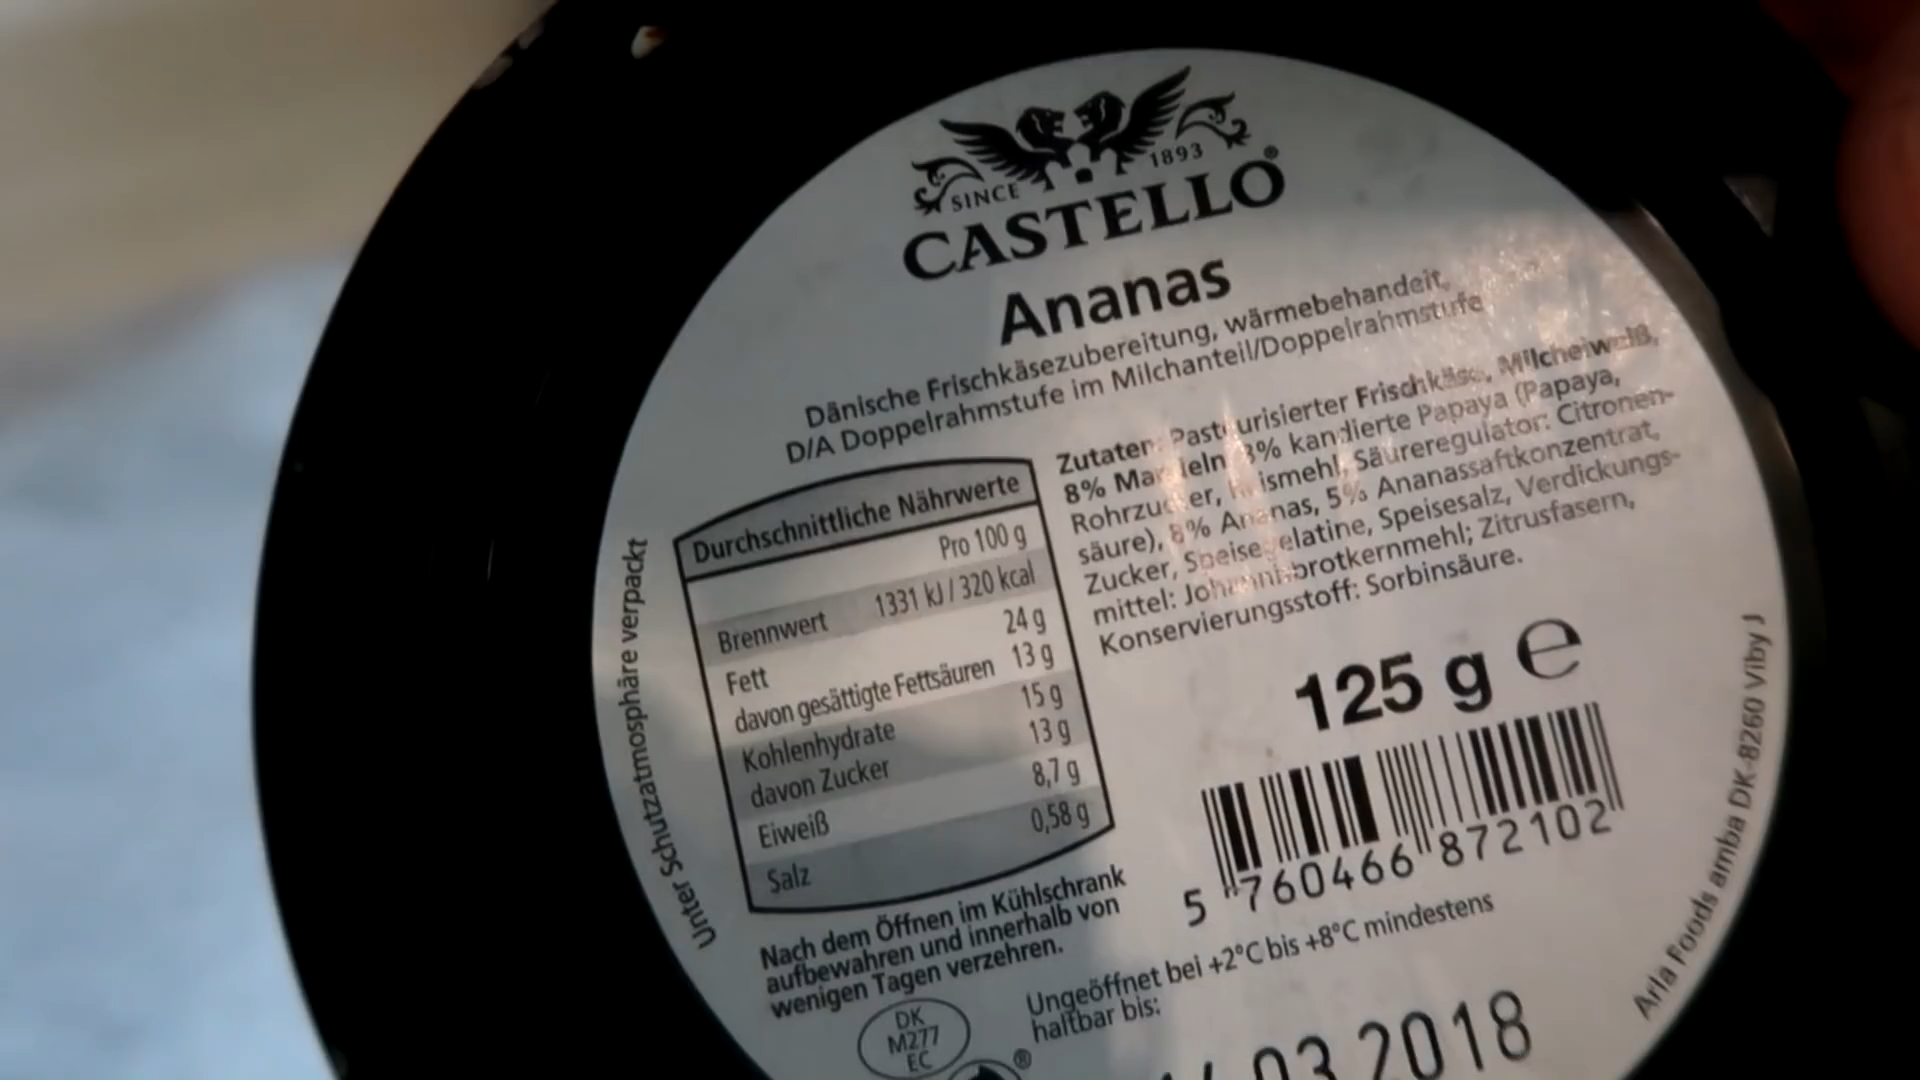 SINCE 1893
CASTELLO®
Ananas
Dänische Frischkäsezubereitung, wärmebehandelt,
D/A Doppelrahmstufe im Milchanteil/Doppelrahmstufe
Zutaten: Pasteurisierter Frischkäse, Milcheiweiß,
8% Mandeln, 8% kandierte Papaya (Papaya,
Rohrzucker, Reismehl, Säureregulator: Citronen-
säure), 8% Ananas, 5% Ananassaftkonzentrat,
Zucker, Speisegelatine, Speisesalz, Verdickungs-
mittel: Johannisbrotkernmehl; Zitrusfasern,
Konservierungsstoff: Sorbinsäure.
Durchschnittliche Nährwerte
Pro 100 g
Brennwert 1331 kJ / 320 kcal
Fett 24 g
davon gesättigte Fettsäuren 13 g
Kohlenhydrate 15 g
davon Zucker 13 g
Eiweiß 8,7 g
Salz 0,58 g
Unter Schutzatmosphäre verpackt
125 g e
5 760466 872102
Nach dem Öffnen im Kühlschrank
aufbewahren und innerhalb von
wenigen Tagen verzehren.
Ungeöffnet bei +2°C bis +8°C mindestens
haltbar bis:
03.2018
DK
M277
EC
®
Arla Foods amba DK-8260 Viby J